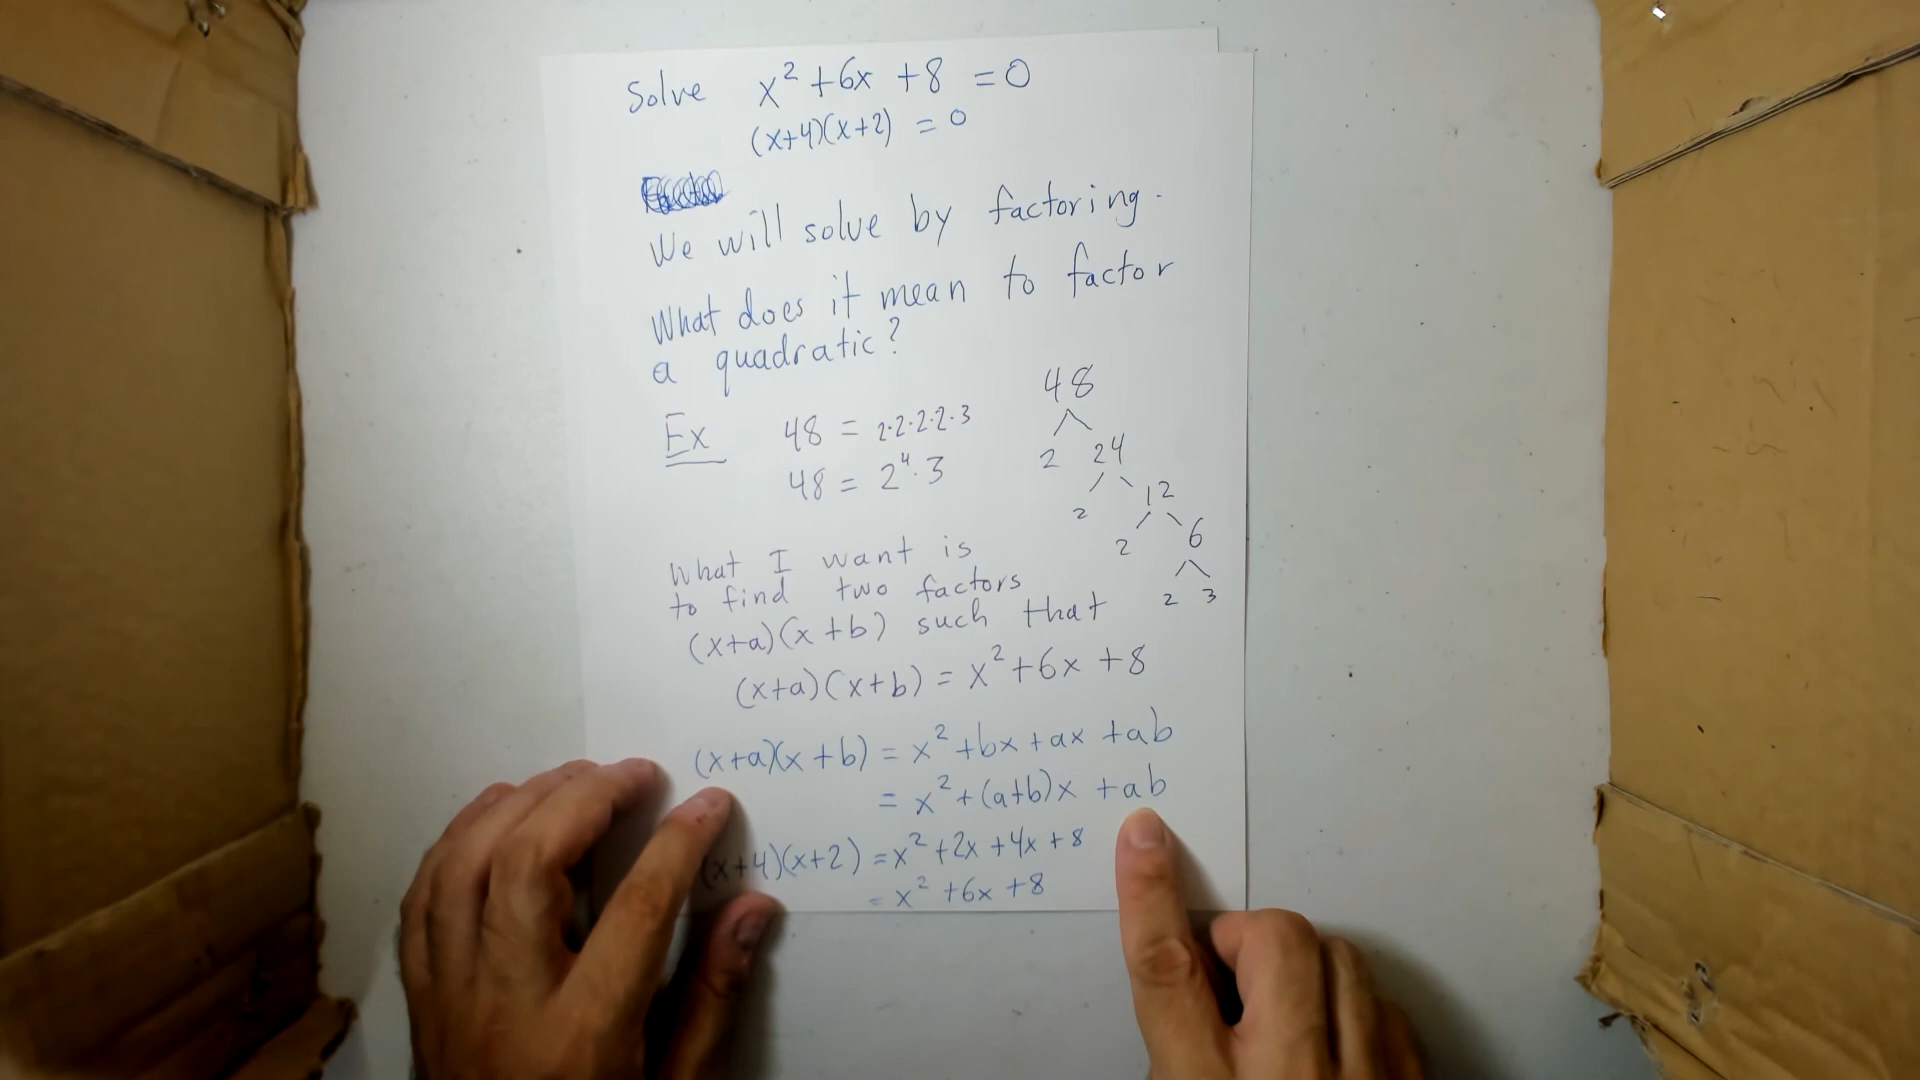 Solve x² + 6x + 8 = 0
(x+4)(x+2) = 0
We will solve by factoring.
What does it mean to factor
a quadratic?
Ex 48 = 2·2·2·2·3
48 = 2⁴·3
48
2 24
2 12
2 6
2 3
What I want is
to find two factors
(x+a)(x+b) such that
(x+a)(x+b) = x² + 6x + 8
(x+a)(x+b) = x² + bx + ax + ab
= x² + (a+b)x + ab
(x+4)(x+2) = x² + 2x + 4x + 8
= x² + 6x + 8